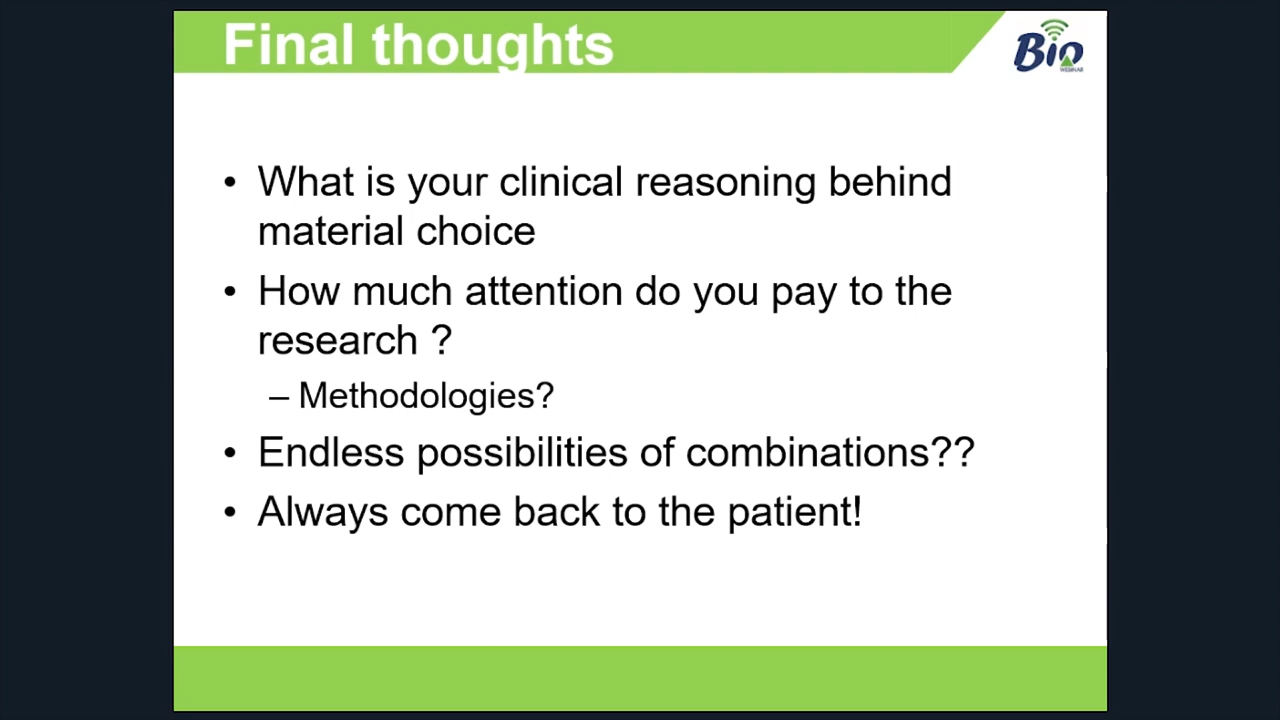 Final thoughts
Bio
WEBINAR
• What is your clinical reasoning behind
material choice
• How much attention do you pay to the
research ?
– Methodologies?
• Endless possibilities of combinations??
• Always come back to the patient!